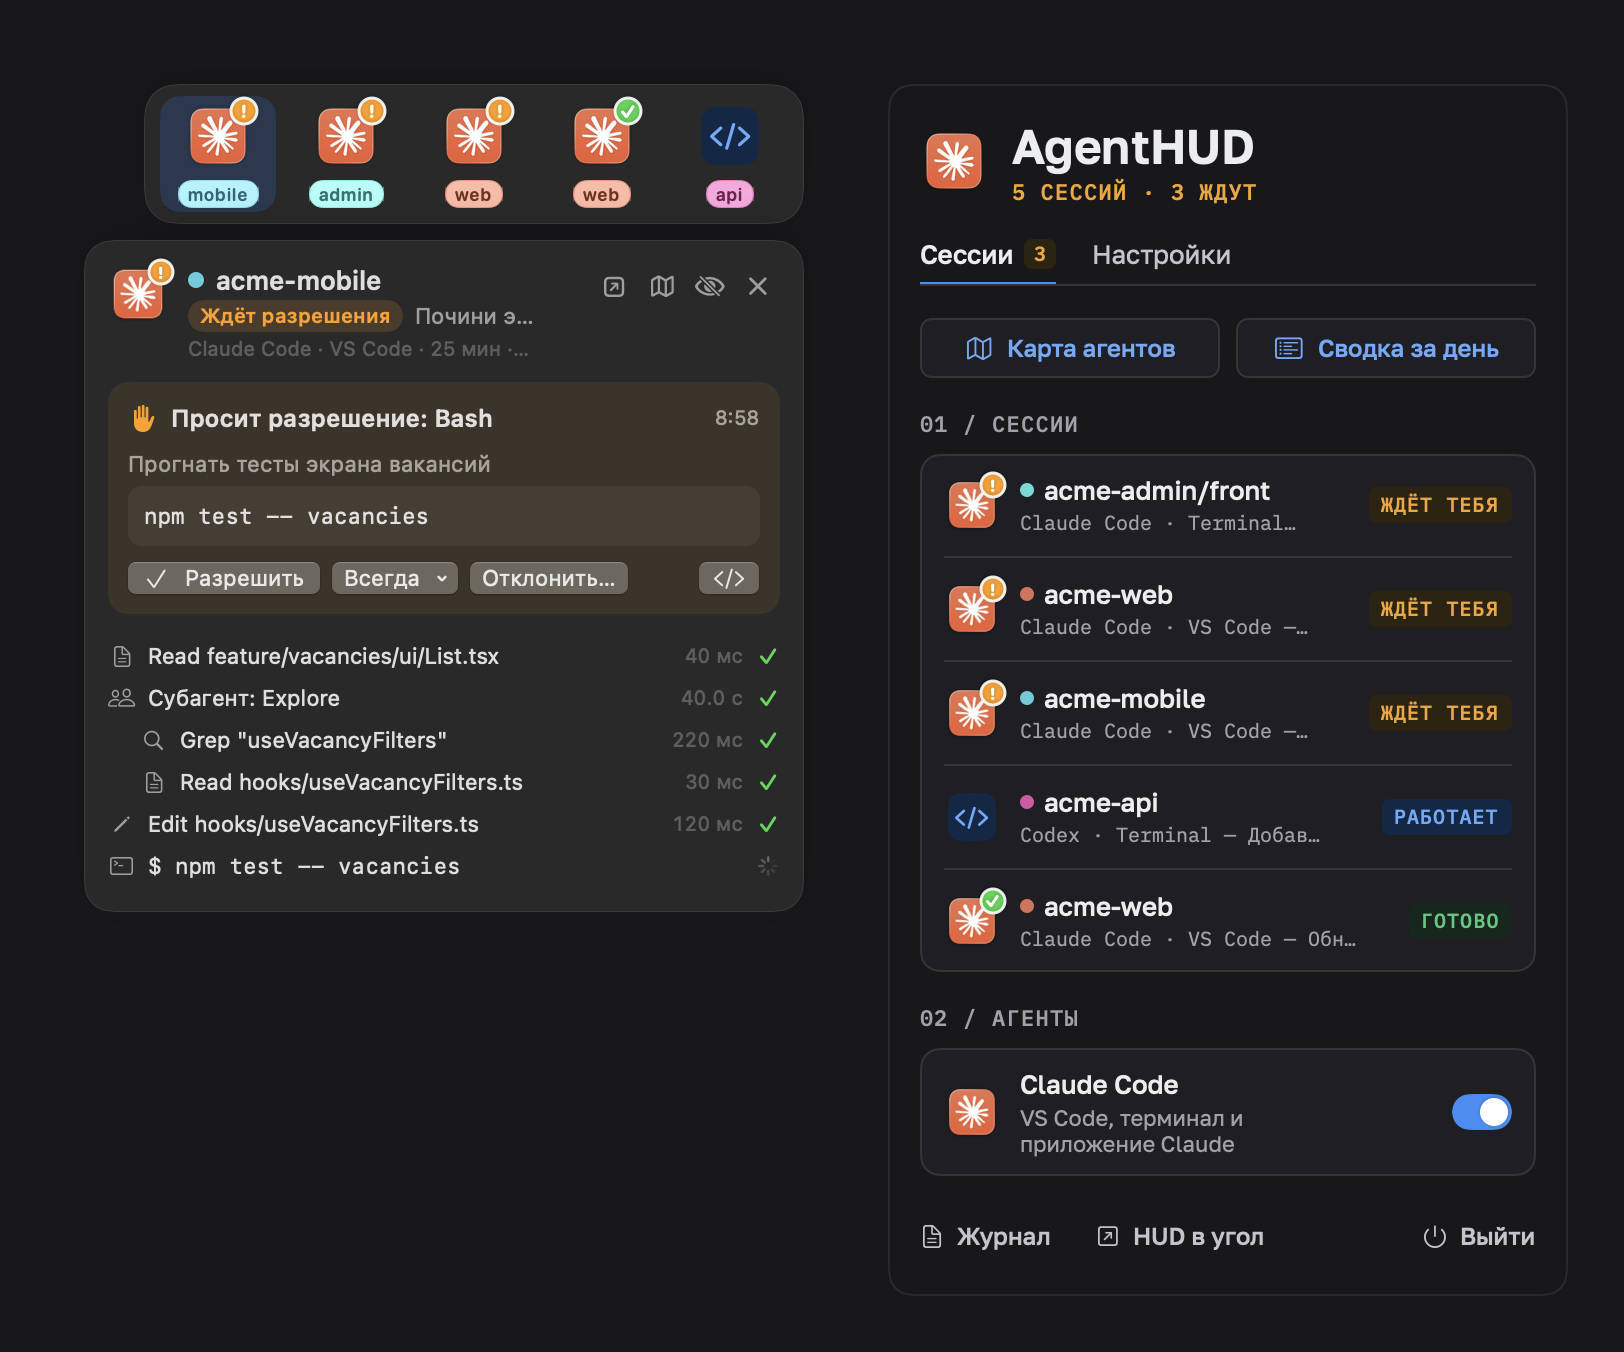 mobile
admin
web
web
api
acme-mobile
Ждёт разрешения Почини э...
Claude Code · VS Code · 25 мин ·...
Просит разрешение: Bash 8:58
Прогнать тесты экрана вакансий
npm test -- vacancies
Разрешить Всегда Отклонить... </>
Read feature/vacancies/ui/List.tsx 40 мс
Субагент: Explore 40.0 с
Grep "useVacancyFilters" 220 мс
Read hooks/useVacancyFilters.ts 30 мс
Edit hooks/useVacancyFilters.ts 120 мс
$ npm test -- vacancies
AgentHUD
5 СЕССИЙ · 3 ЖДУТ
Сессии 3 Настройки
Карта агентов Сводка за день
01 / СЕССИИ
acme-admin/front
Claude Code · Terminal…
ЖДЁТ ТЕБЯ
acme-web
Claude Code · VS Code —…
ЖДЁТ ТЕБЯ
acme-mobile
Claude Code · VS Code —…
ЖДЁТ ТЕБЯ
acme-api
Codex · Terminal — Добав…
РАБОТАЕТ
acme-web
Claude Code · VS Code — Обн…
ГОТОВО
02 / АГЕНТЫ
Claude Code
VS Code, терминал и
приложение Claude
Журнал HUD в угол Выйти